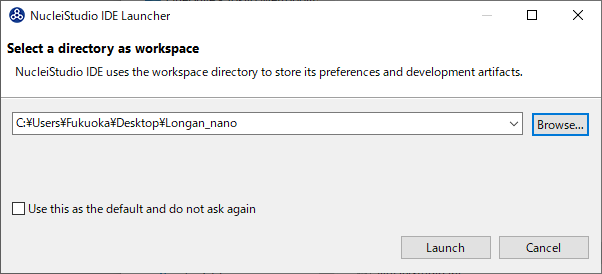 NucleiStudio IDE Launcher
Select a directory as workspace
NucleiStudio IDE uses the workspace directory to store its preferences and development artifacts.
C:¥Users¥Fukuoka¥Desktop¥Longan_nano
Browse...
Use this as the default and do not ask again
Launch
Cancel